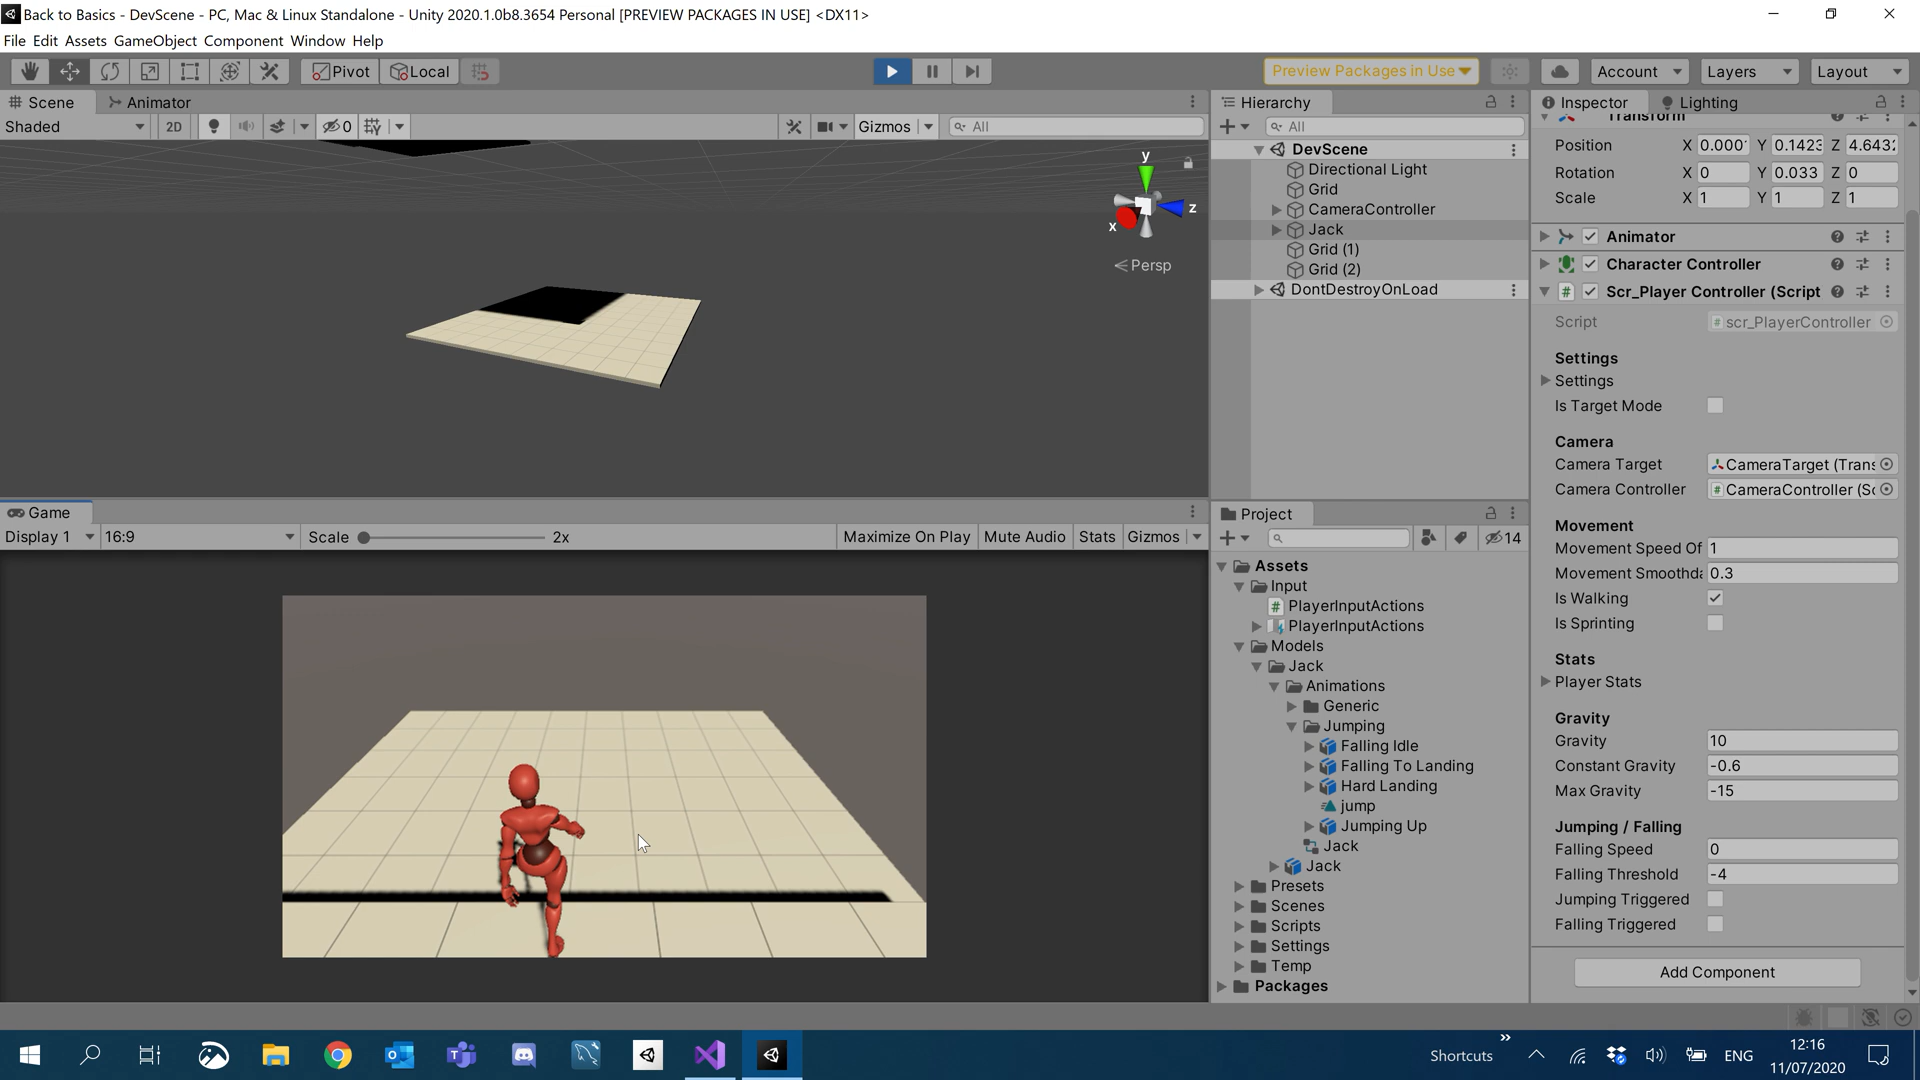 Back to Basics - DevScene - PC, Mac & Linux Standalone - Unity 2020.1.0b8.3654 Personal [PREVIEW PACKAGES IN USE] <DX11>
File Edit Assets GameObject Component Window Help
Pivot Local Preview Packages in Use Account Layers Layout
Scene Animator
Shaded 2D 0 Gizmos All
y
z
x
Persp
Game
Display 1 16:9 Scale 2x Maximize On Play Mute Audio Stats Gizmos
Hierarchy
All
DevScene
Directional Light
Grid
CameraController
Jack
Grid (1)
Grid (2)
DontDestroyOnLoad
Project
14
Assets
Input
PlayerInputActions
PlayerInputActions
Models
Jack
Animations
Generic
Jumping
Falling Idle
Falling To Landing
Hard Landing
jump
Jumping Up
Jack
Jack
Presets
Scenes
Scripts
Settings
Temp
Packages
Inspector Lighting
Transform
Position X 0.000 Y 0.1423 Z 4.643
Rotation X 0 Y 0.033 Z 0
Scale X 1 Y 1 Z 1
Animator
Character Controller
Scr_Player Controller (Script
Script scr_PlayerController
Settings
Settings
Is Target Mode
Camera
Camera Target CameraTarget (Trans
Camera Controller CameraController (Sc
Movement
Movement Speed Of 1
Movement Smoothda 0.3
Is Walking
Is Sprinting
Stats
Player Stats
Gravity
Gravity 10
Constant Gravity -0.6
Max Gravity -15
Jumping / Falling
Falling Speed 0
Falling Threshold -4
Jumping Triggered
Falling Triggered
Add Component
Shortcuts ENG 12:16
11/07/2020